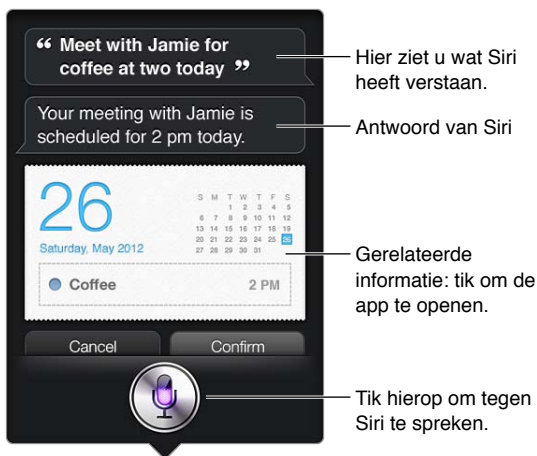 “ Meet with Jamie for
coffee at two today ”
Hier ziet u wat Siri
heeft verstaan.
Your meeting with Jamie is
scheduled for 2 pm today.
Antwoord van Siri
26
Saturday, May 2012
S M T W T F S
1 2 3 4 5
6 7 8 9 10 11 12
13 14 15 16 17 18 19
20 21 22 23 24 25 26
27 28 29 30 31
Gerelateerde
informatie: tik om de
app te openen.
Coffee 2 PM
Cancel Confirm
Tik hierop om tegen
Siri te spreken.